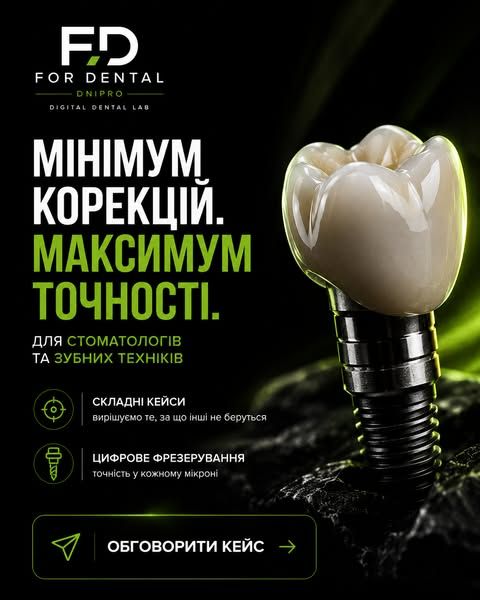 FD
FOR DENTAL
DNIPRO
DIGITAL DENTAL LAB
МІНІМУМ
КОРЕКЦІЙ.
МАКСИМУМ
ТОЧНОСТІ.
ДЛЯ СТОМАТОЛОГІВ
ТА ЗУБНИХ ТЕХНІКІВ
СКЛАДНІ КЕЙСИ
вирішуємо те, за що інші не беруться
ЦИФРОВЕ ФРЕЗЕРУВАННЯ
точність у кожному мікроні
ОБГОВОРИТИ КЕЙС →